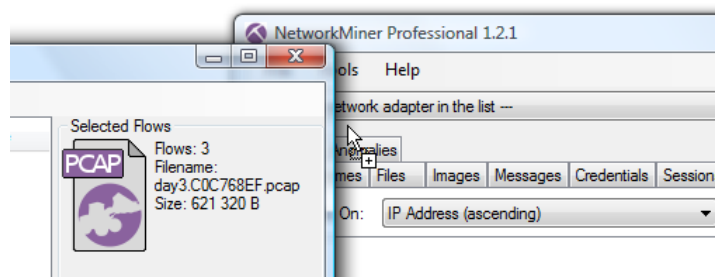 NetworkMiner Professional 1.2.1
ols Help
etwork adapter in the list ---
Selected Flows
PCAP
Flows: 3
Filename:
day3.C0C768EF.pcap
Size: 621 320 B
Anomalies
mes Files Images Messages Credentials Session
On: IP Address (ascending)